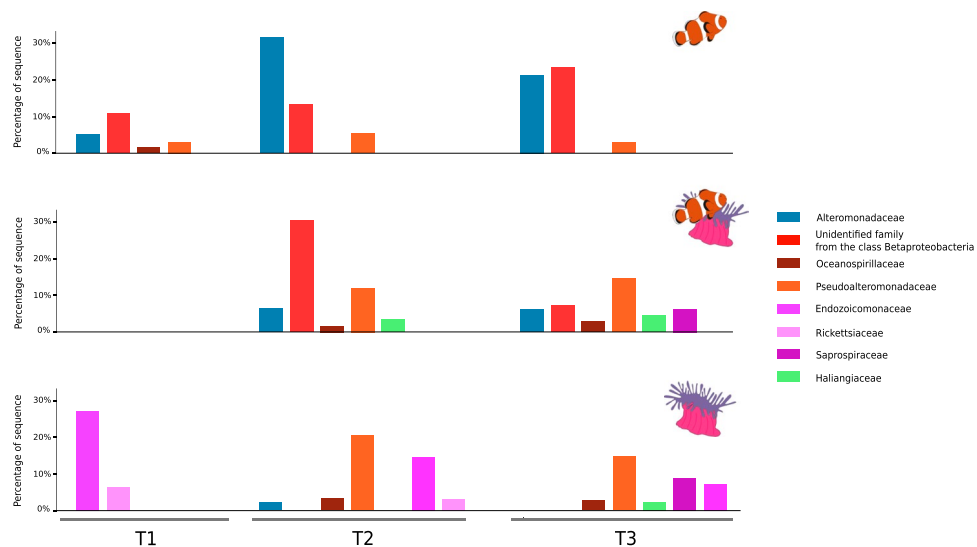 Percentage of sequence
30%
20%
10%
0%
Percentage of sequence
30%
20%
10%
0%
Alteromonadaceae
Unidentified family
from the class Betaproteobacteria
Oceanospirillaceae
Pseudoalteromonadaceae
Endozoicomonaceae
Rickettsiaceae
Saprospiraceae
Haliangiaceae
Percentage of sequence
30%
20%
10%
0%
T1 T2 T3